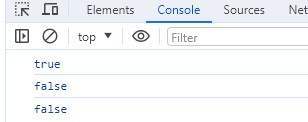 Elements Console Sources Net
top Filter
true
false
false